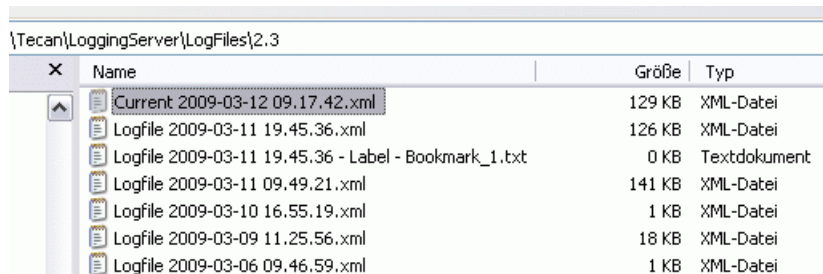 \Tecan\LoggingServer\LogFiles\2.3
Name Größe Typ
Current 2009-03-12 09.17.42.xml 129 KB XML-Datei
Logfile 2009-03-11 19.45.36.xml 126 KB XML-Datei
Logfile 2009-03-11 19.45.36 - Label - Bookmark_1.txt 0 KB Textdokument
Logfile 2009-03-11 09.49.21.xml 141 KB XML-Datei
Logfile 2009-03-10 16.55.19.xml 1 KB XML-Datei
Logfile 2009-03-09 11.25.56.xml 18 KB XML-Datei
Logfile 2009-03-06 09.46.59.xml 1 KB XML-Datei